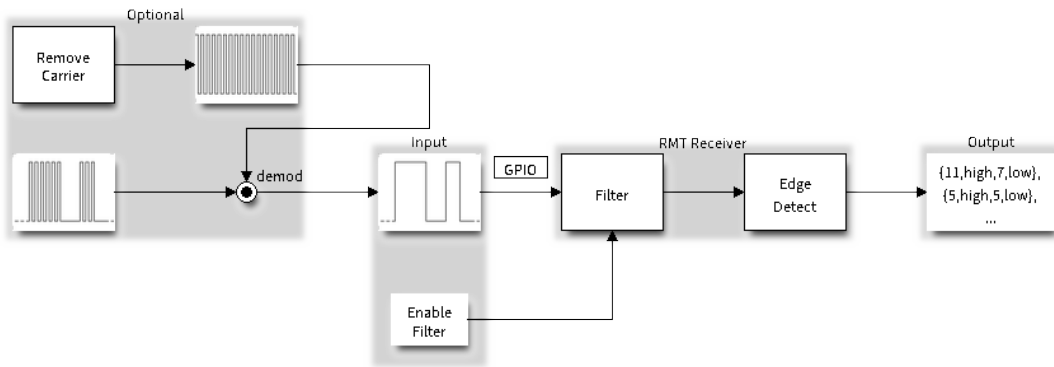 Optional
Remove
Carrier
demod
Input
GPIO
Enable
Filter
RMT Receiver
Filter
Edge
Detect
Output
{11,high,7,low},
{5,high,5,low},
...